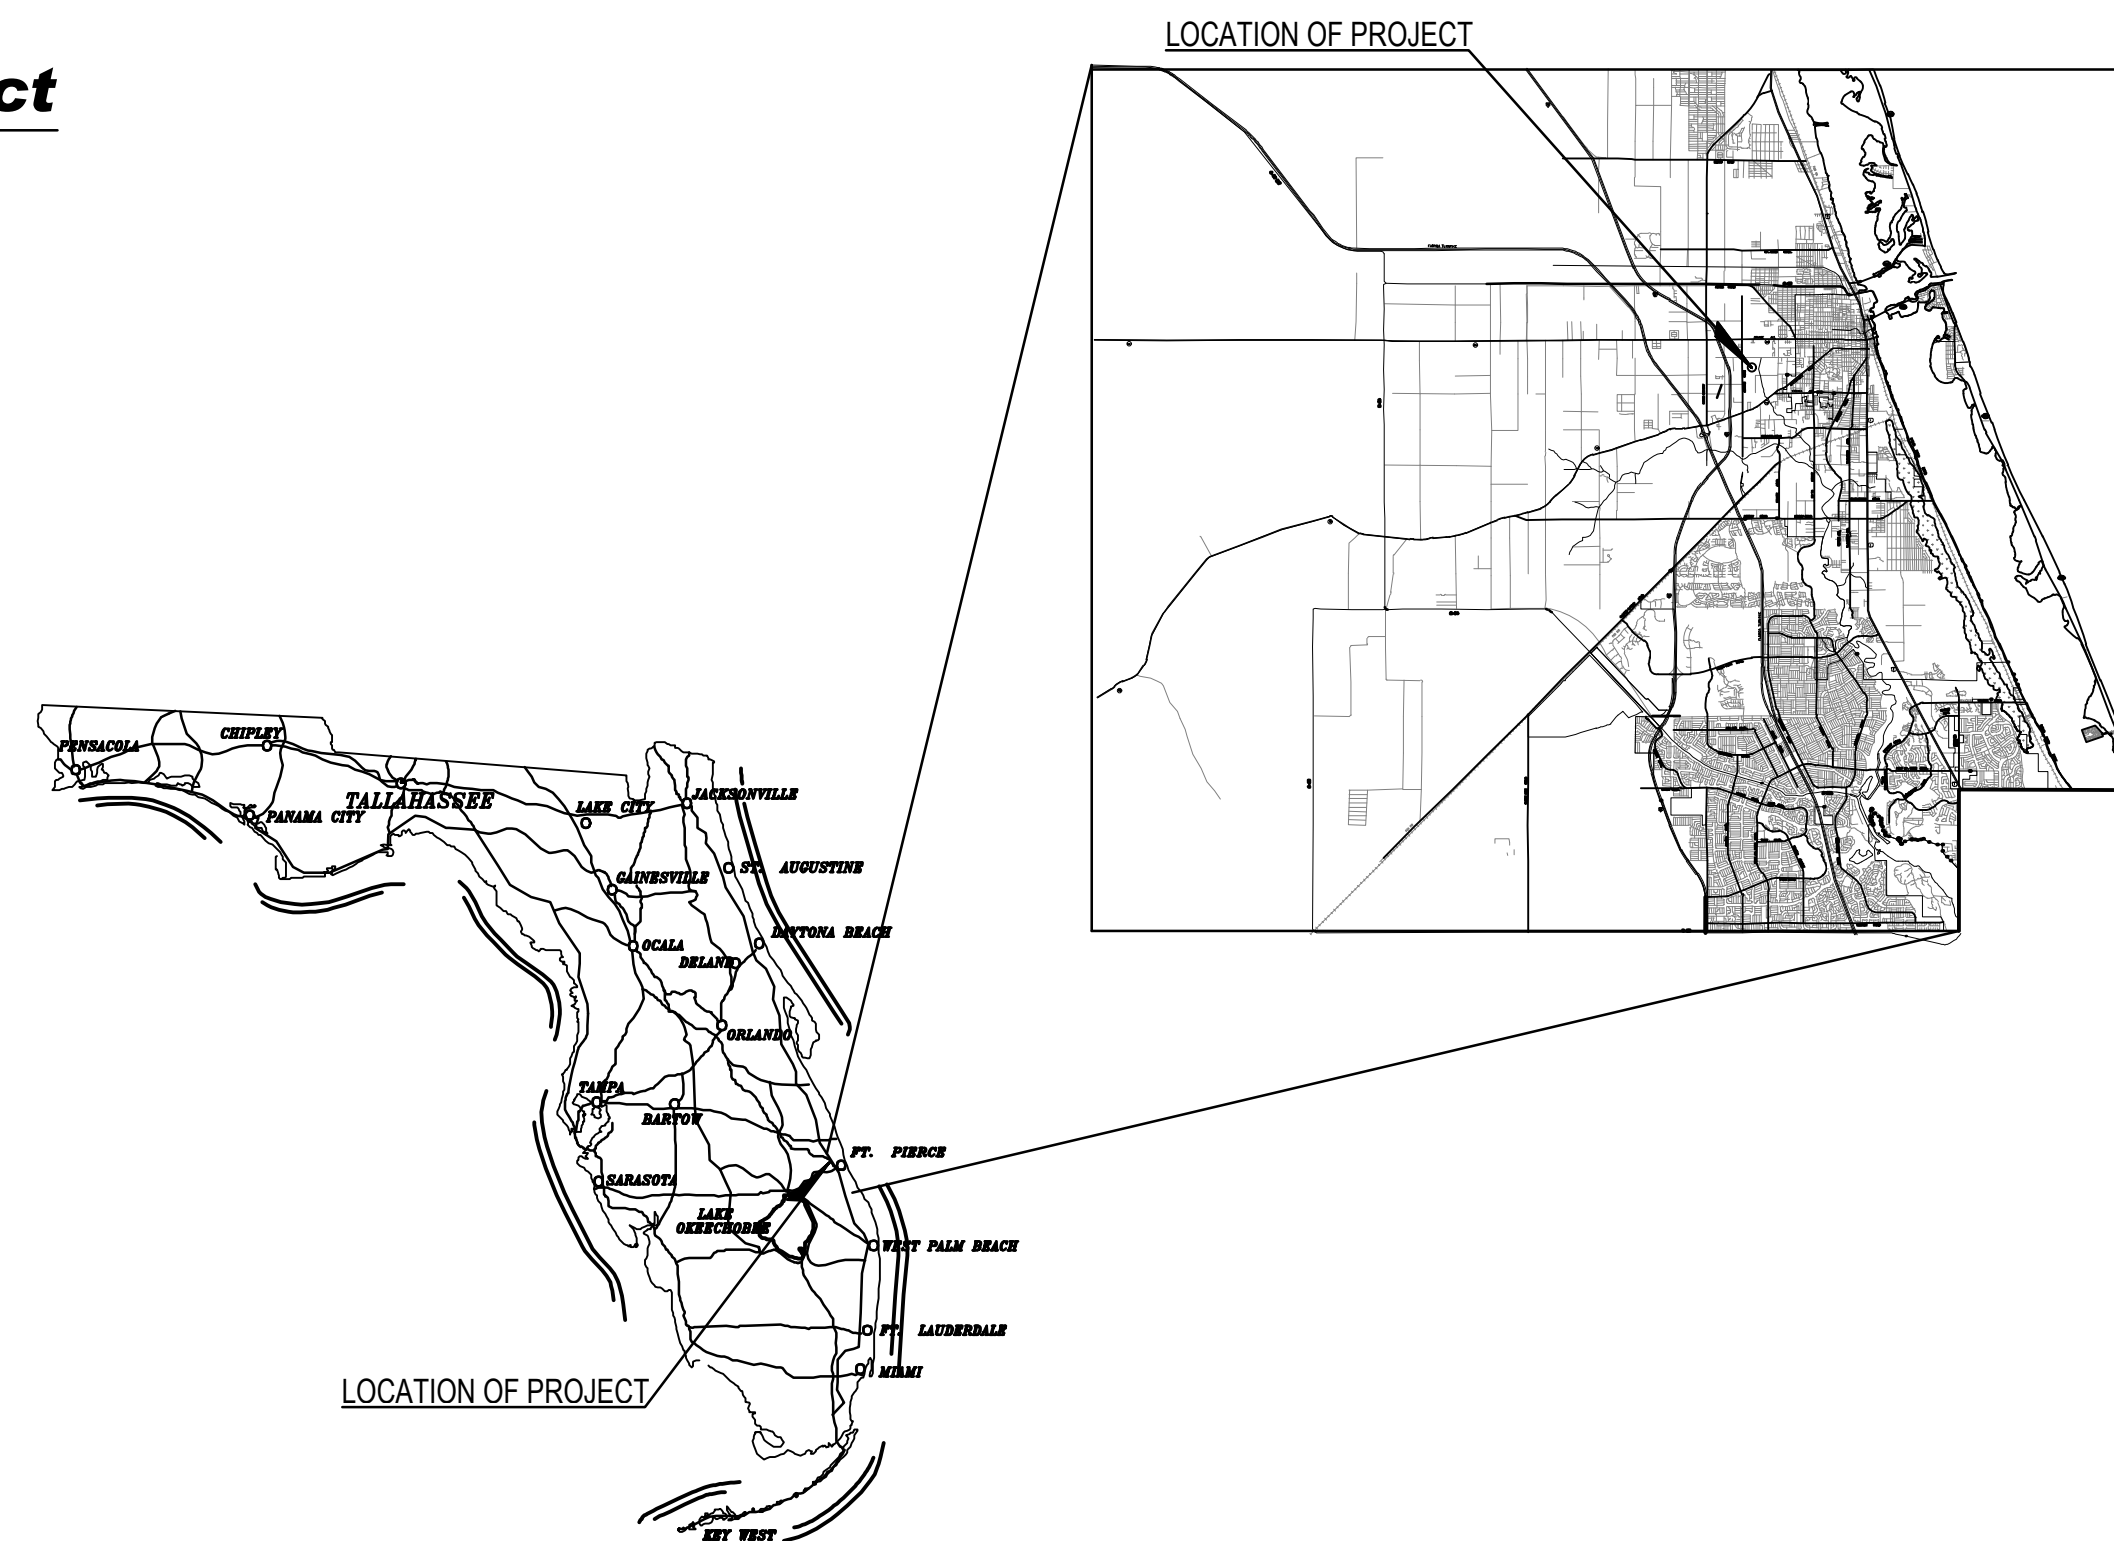 LOCATION OF PROJECT
ct
CHIPLEY
PENSACOLA
TALLAHASSEE
JACKSONVILLE
LAKE CITY
PANAMA CITY
ST. AUGUSTINE
GAINESVILLE
DAYTONA BEACH
OCALA
DELAND
ORLANDO
TAMPA
BARTOW
FT. PIERCE
SARASOTA
LAKE
OKEECHOBEE
WEST PALM BEACH
FT. LAUDERDALE
MIAMI
LOCATION OF PROJECT
KEY WEST